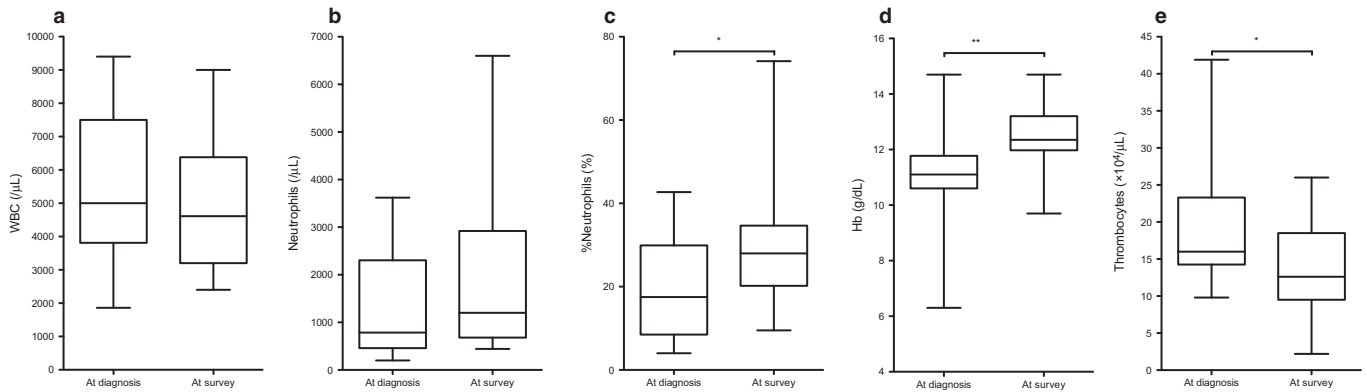 a
WBC (/μL)
10000
9000
8000
7000
6000
5000
4000
3000
2000
1000
0
At diagnosis
At survey
b
Neutrophils (/μL)
7000
6000
5000
4000
3000
2000
1000
0
At diagnosis
At survey
c
%Neutrophils (%)
80
60
40
20
0
*
At diagnosis
At survey
d
Hb (g/dL)
16
14
12
10
8
6
4
**
At diagnosis
At survey
e
Thrombocytes (×10⁴/μL)
45
40
35
30
25
20
15
10
5
0
*
At diagnosis
At survey